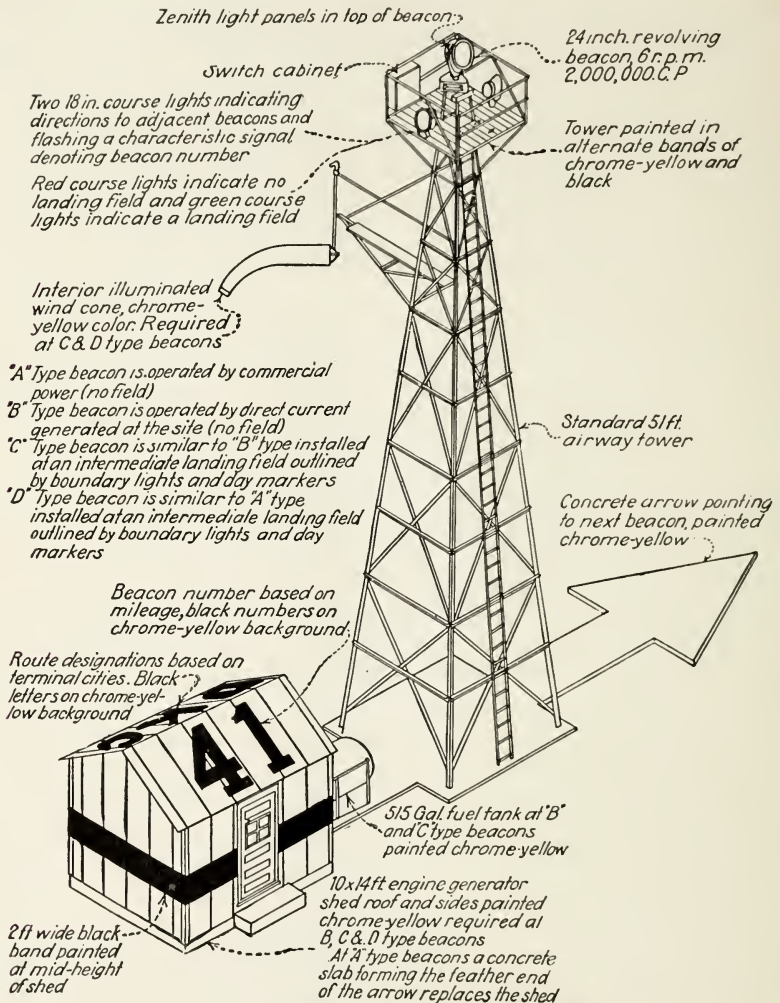 Zenith light panels in top of beacon
24 inch. revolving
beacon, 6 r.p.m.
2,000,000.C.P
Switch cabinet
Two 18 in. course lights indicating
directions to adjacent beacons and
flashing a characteristic signal
denoting beacon number
Tower painted in
alternate bands of
chrome-yellow and
black
Red course lights indicate no
landing field and green course
lights indicate a landing field
Interior illuminated
wind cone, chrome-
yellow color. Required
at C & D type beacons
"A" Type beacon is operated by commercial
power (no field)
"B" Type beacon is operated by direct current
generated at the site (no field)
"C" Type beacon is similar to "B" type installed
at an intermediate landing field outlined
by boundary lights and day markers
"D" Type beacon is similar to "A" type
installed at an intermediate landing field
outlined by boundary lights and day
markers
Standard 51 ft.
airway tower
Concrete arrow pointing
to next beacon, painted
chrome-yellow
Beacon number based on
mileage, black numbers on
chrome-yellow background
Route designations based on
terminal cities. Black
letters on chrome-yel-
low background
41
515 Gal. fuel tank at "B"
and "C" type beacons
painted chrome-yellow
2 ft wide black
band painted
at mid-height
of shed
10x14 ft engine generator
shed roof and sides painted
chrome-yellow required at
B, C & D type beacons
At "A" type beacons a concrete
slab forming the feather end
of the arrow replaces the shed